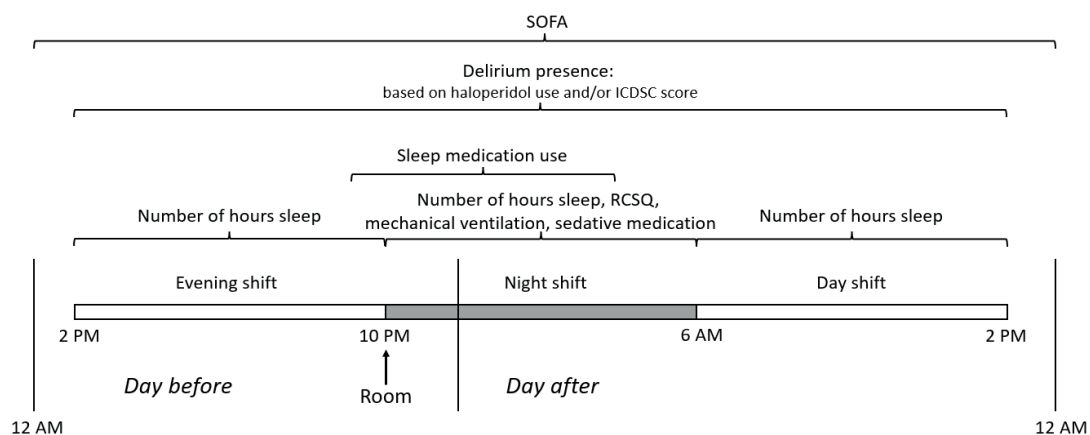 SOFA
Delirium presence:
based on haloperidol use and/or ICDSC score
Sleep medication use
Number of hours sleep
Number of hours sleep, RCSQ,
mechanical ventilation, sedative medication
Number of hours sleep
Evening shift
Night shift
Day shift
2 PM
10 PM
6 AM
2 PM
Day before
Room
Day after
12 AM
12 AM